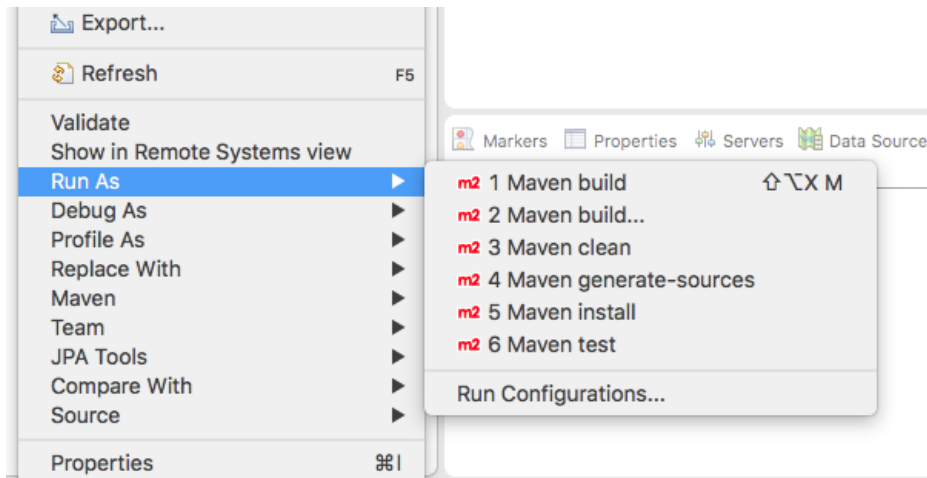 Export...
Refresh F5
Validate
Show in Remote Systems view
Run As
Debug As
Profile As
Replace With
Maven
Team
JPA Tools
Compare With
Source
Properties ⌘I
Markers Properties Servers Data Source
m2 1 Maven build ⇧⌥X M
m2 2 Maven build...
m2 3 Maven clean
m2 4 Maven generate-sources
m2 5 Maven install
m2 6 Maven test
Run Configurations...